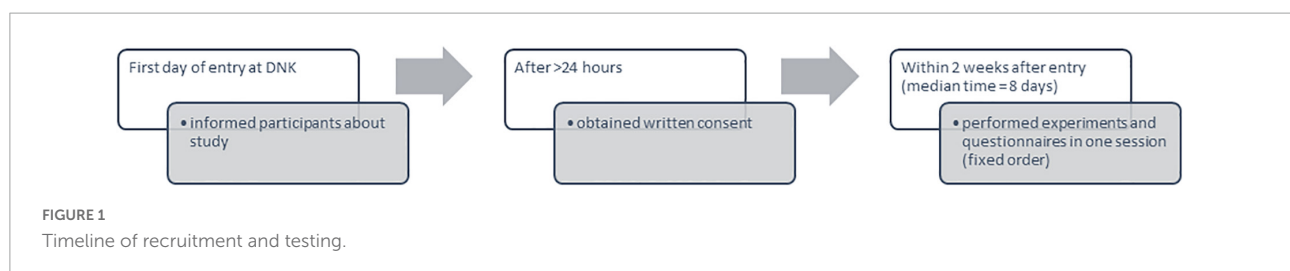 First day of entry at DNK
• informed participants about
study
After >24 hours
• obtained written consent
Within 2 weeks after entry
(median time = 8 days)
• performed experiments and
questionnaires in one session
(fixed order)
FIGURE 1
Timeline of recruitment and testing.